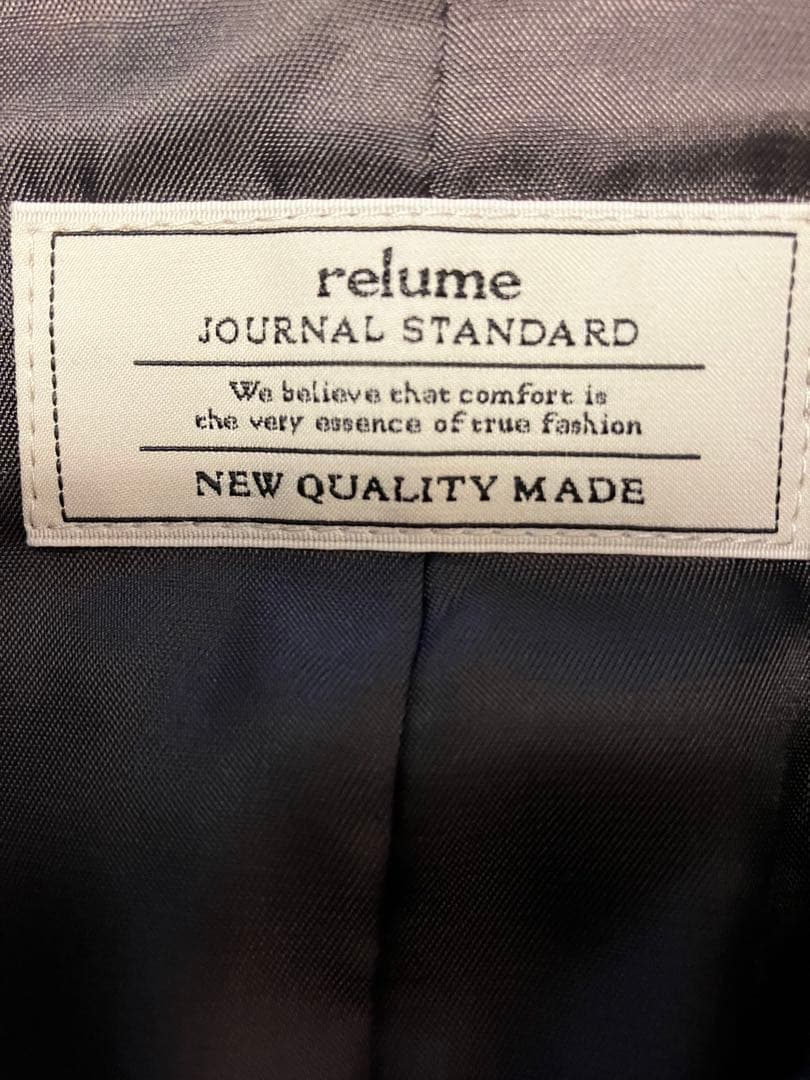 relume
JOURNAL STANDARD
We believe that comfort is
the very essence of true fashion
NEW QUALITY MADE